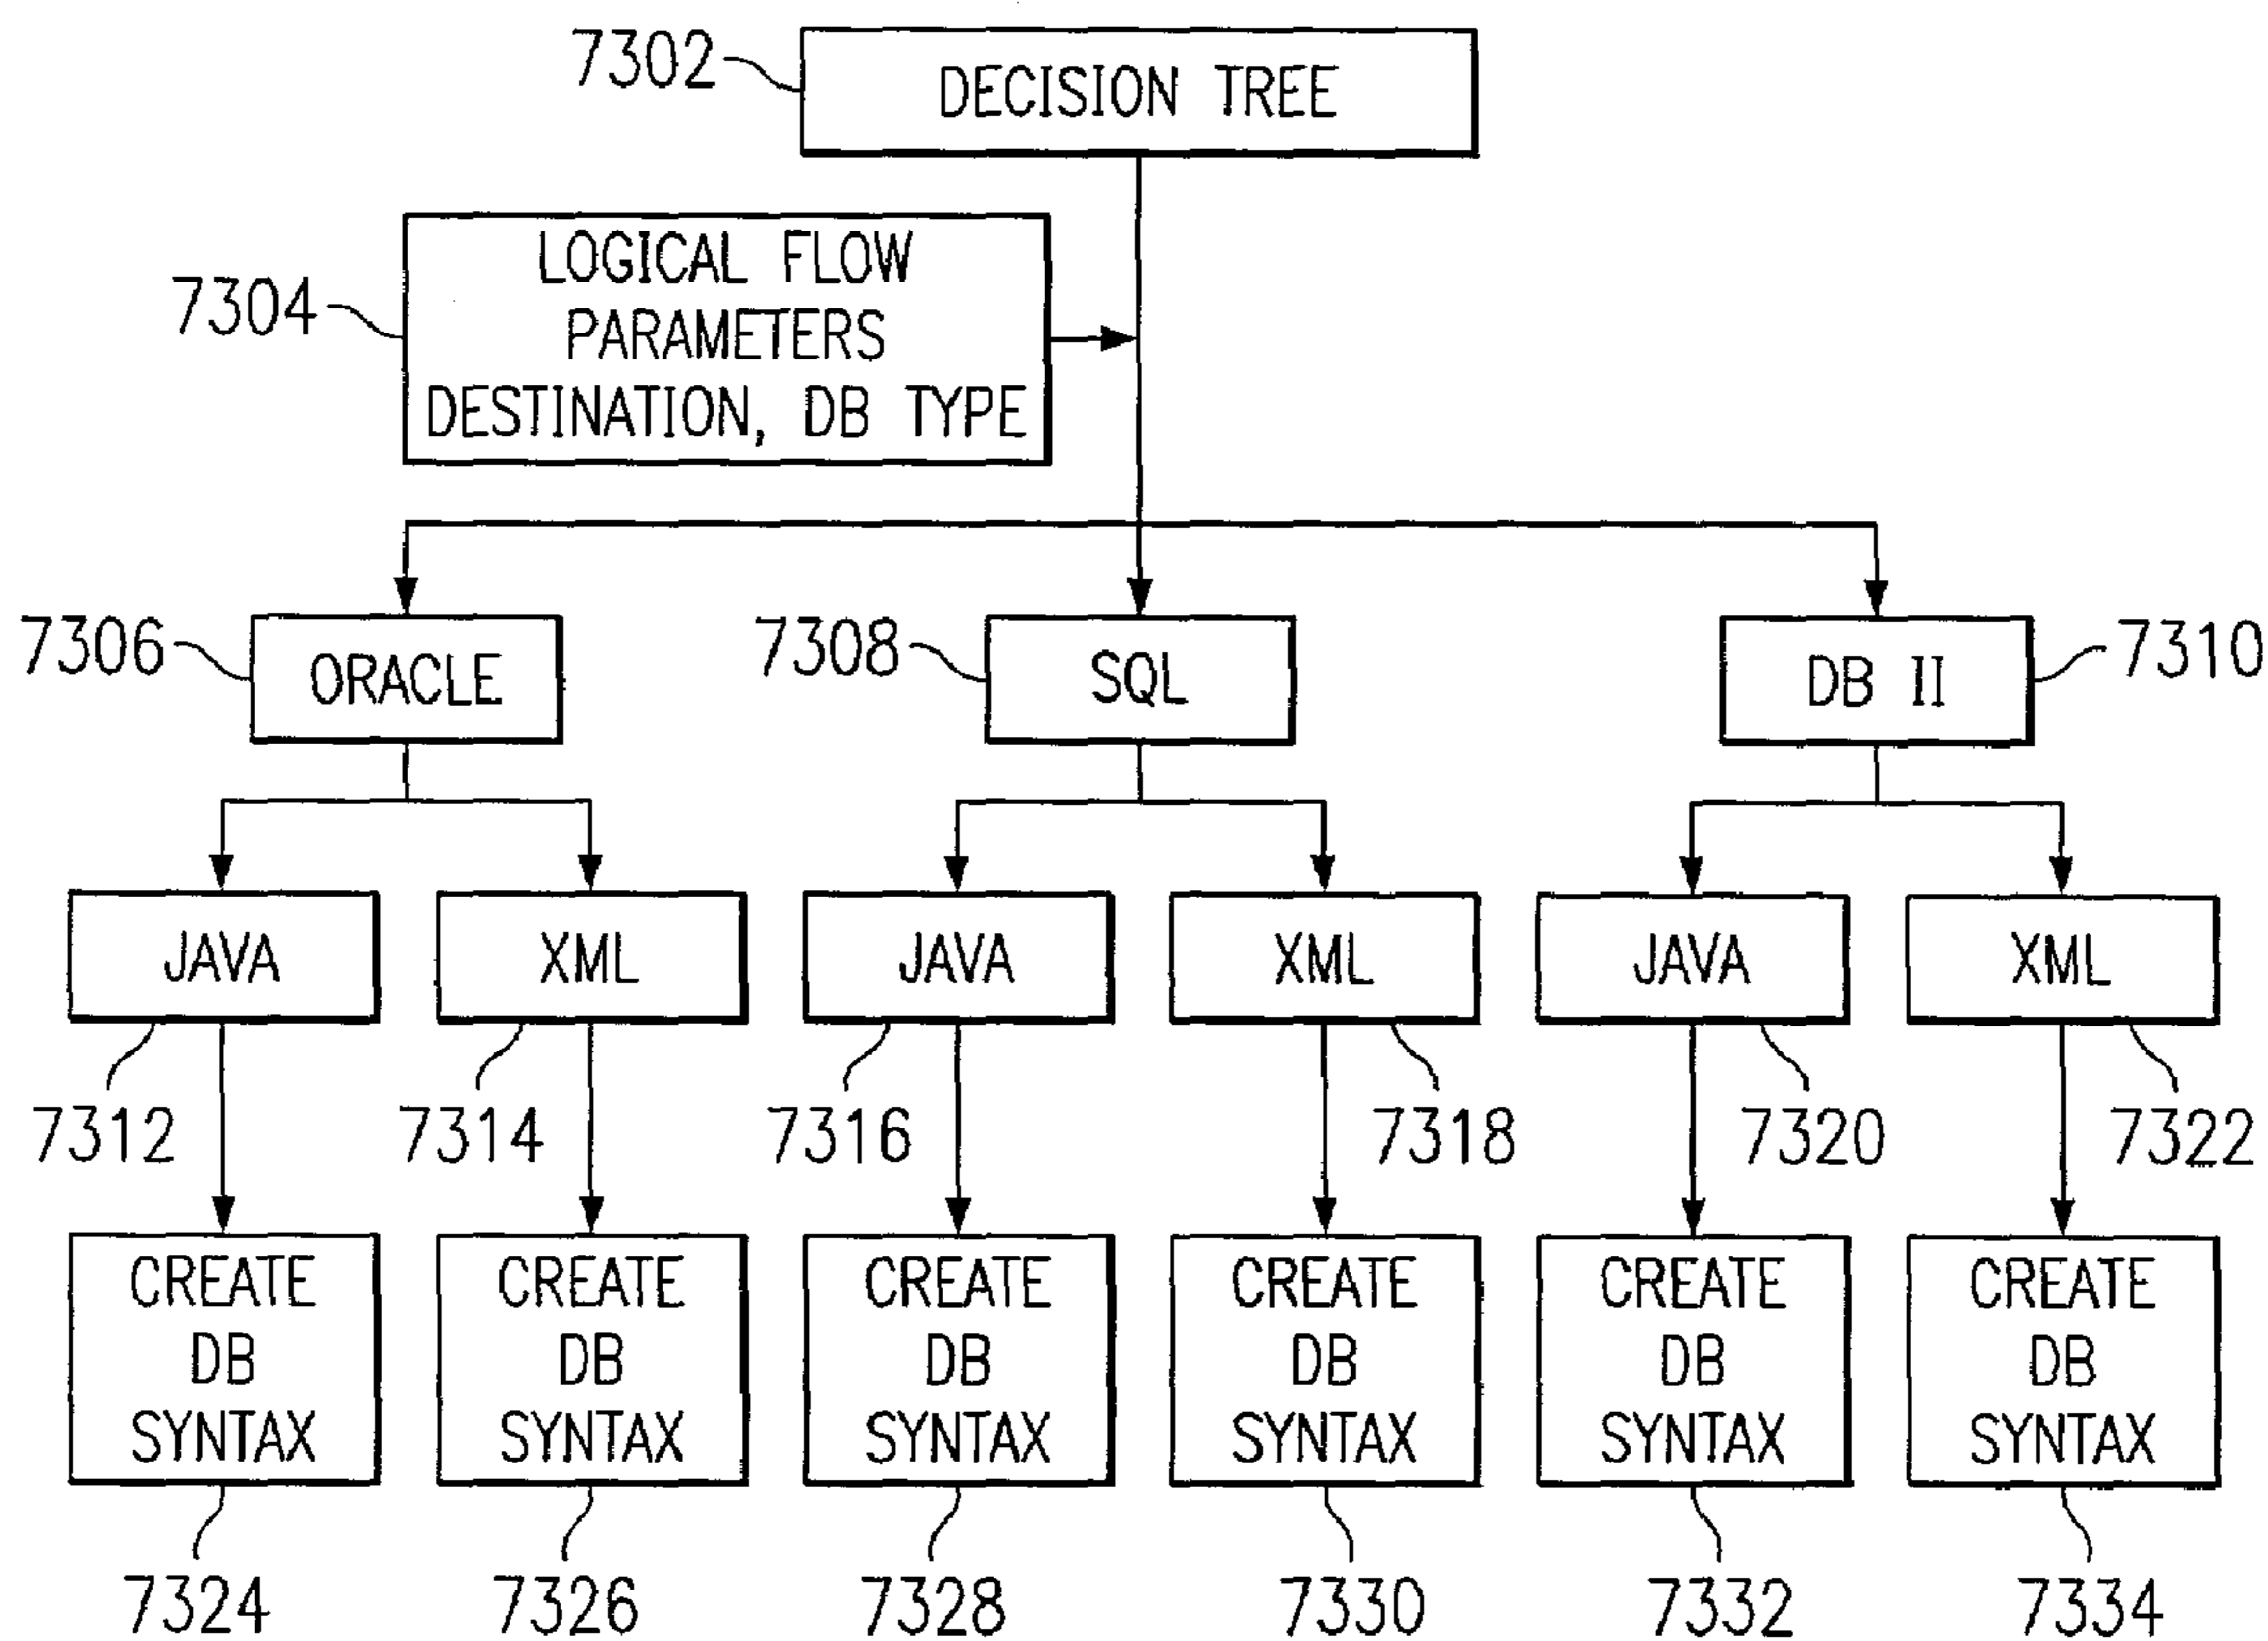 7302
DECISION TREE
7304
LOGICAL FLOW
PARAMETERS
DESTINATION, DB TYPE
7306
ORACLE
7308
SQL
DB II
7310
JAVA
XML
JAVA
XML
JAVA
XML
7312
7314
7316
7318
7320
7322
CREATE
DB
SYNTAX
CREATE
DB
SYNTAX
CREATE
DB
SYNTAX
CREATE
DB
SYNTAX
CREATE
DB
SYNTAX
CREATE
DB
SYNTAX
7324
7326
7328
7330
7332
7334